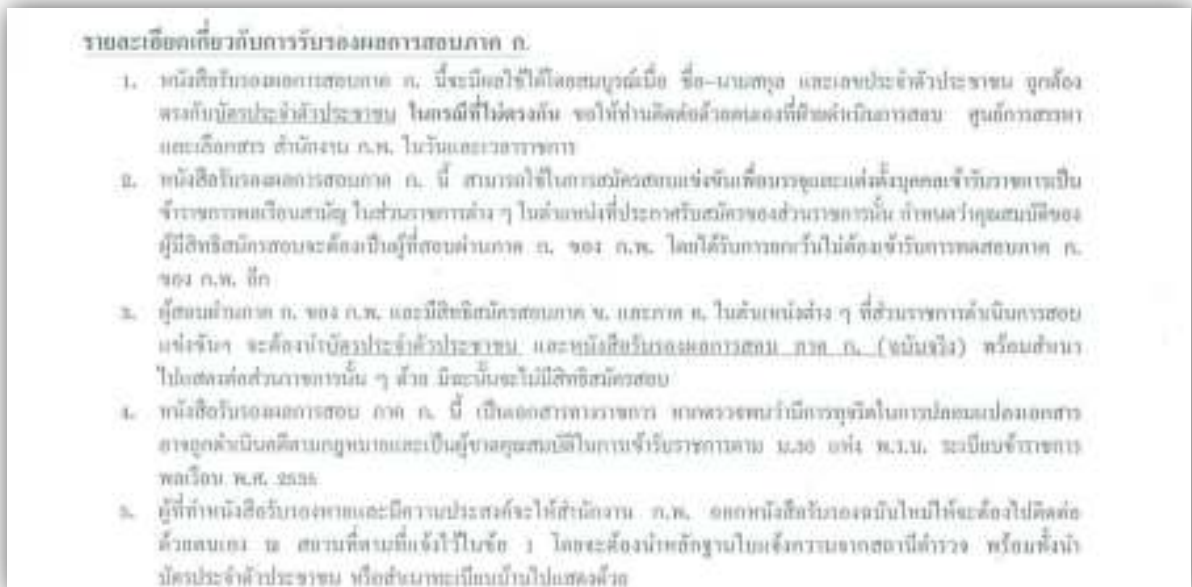 รายละเอียดเกี่ยวกับการรับรองผลการสอบภาค ก.
1. หนังสือรับรองผลการสอบภาค ก. นี้จะมีผลใช้ได้โดยสมบูรณ์เมื่อ ชื่อ-นามสกุล และเลขประจำตัวประชาชน ถูกต้อง
ตรงกับบัตรประจำตัวประชาชน ในกรณีที่ไม่ตรงกัน ขอให้ท่านติดต่อด้วยตนเองที่ฝ่ายดำเนินการสอบ ศูนย์การสรรหา
และเลือกสรร สำนักงาน ก.พ. ในวันและเวลาราชการ
2. หนังสือรับรองผลการสอบภาค ก. นี้ สามารถใช้ในการสมัครสอบแข่งขันเพื่อบรรจุและแต่งตั้งบุคคลเข้ารับราชการเป็น
ข้าราชการพลเรือนสามัญ ในส่วนราชการต่าง ๆ ในตำแหน่งที่ประกาศรับสมัครของส่วนราชการนั้น กำหนดว่าคุณสมบัติของ
ผู้มีสิทธิสมัครสอบจะต้องเป็นผู้ที่สอบผ่านภาค ก. ของ ก.พ. โดยได้รับการยกเว้นไม่ต้องเข้ารับการทดสอบภาค ก.
ของ ก.พ. อีก
3. ผู้สอบผ่านภาค ก. ของ ก.พ. และมีสิทธิสมัครสอบภาค ข. และภาค ค. ในตำแหน่งต่าง ๆ ที่ส่วนราชการดำเนินการสอบ
แข่งขันฯ จะต้องนำบัตรประจำตัวประชาชน และหนังสือรับรองผลการสอบ ภาค ก. (ฉบับจริง) พร้อมสำเนา
ไปแสดงต่อส่วนราชการนั้น ๆ ด้วย มิฉะนั้นจะไม่มีสิทธิสมัครสอบ
4. หนังสือรับรองผลการสอบ ภาค ก. นี้ เป็นเอกสารทางราชการ หากตรวจพบว่ามีการทุจริตในการปลอมแปลงเอกสาร
อาจถูกดำเนินคดีตามกฎหมายและเป็นผู้ขาดคุณสมบัติในการเข้ารับราชการตาม ม.30 แห่ง พ.ร.บ. ระเบียบข้าราชการ
พลเรือน พ.ศ. 2535
5. ผู้ที่ทำหนังสือรับรองหายและมีความประสงค์จะให้สำนักงาน ก.พ. ออกหนังสือรับรองฉบับใหม่ให้จะต้องไปติดต่อ
ด้วยตนเอง ณ สถานที่ตามที่แจ้งไว้ในข้อ 1 โดยจะต้องนำหลักฐานใบแจ้งความจากสถานีตำรวจ พร้อมทั้งนำ
บัตรประจำตัวประชาชน หรือสำเนาทะเบียนบ้านไปแสดงด้วย